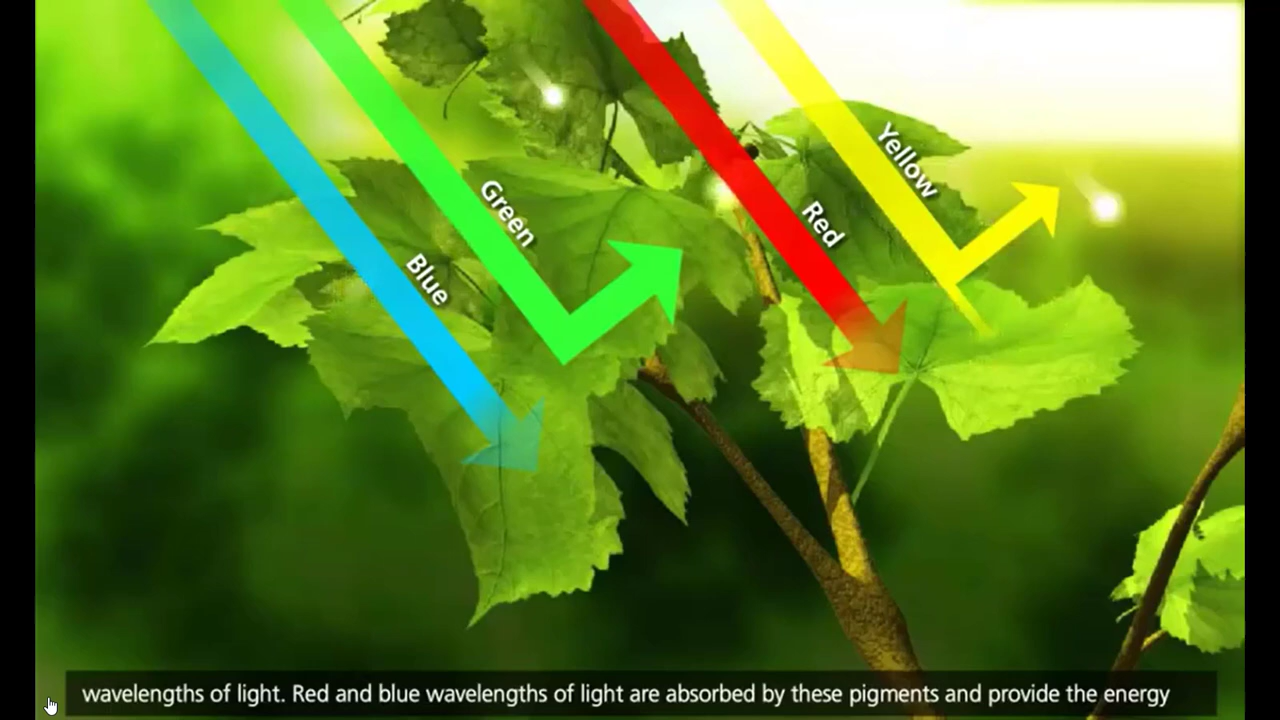 Yellow
Green
Red
Blue
wavelengths of light. Red and blue wavelengths of light are absorbed by these pigments and provide the energy